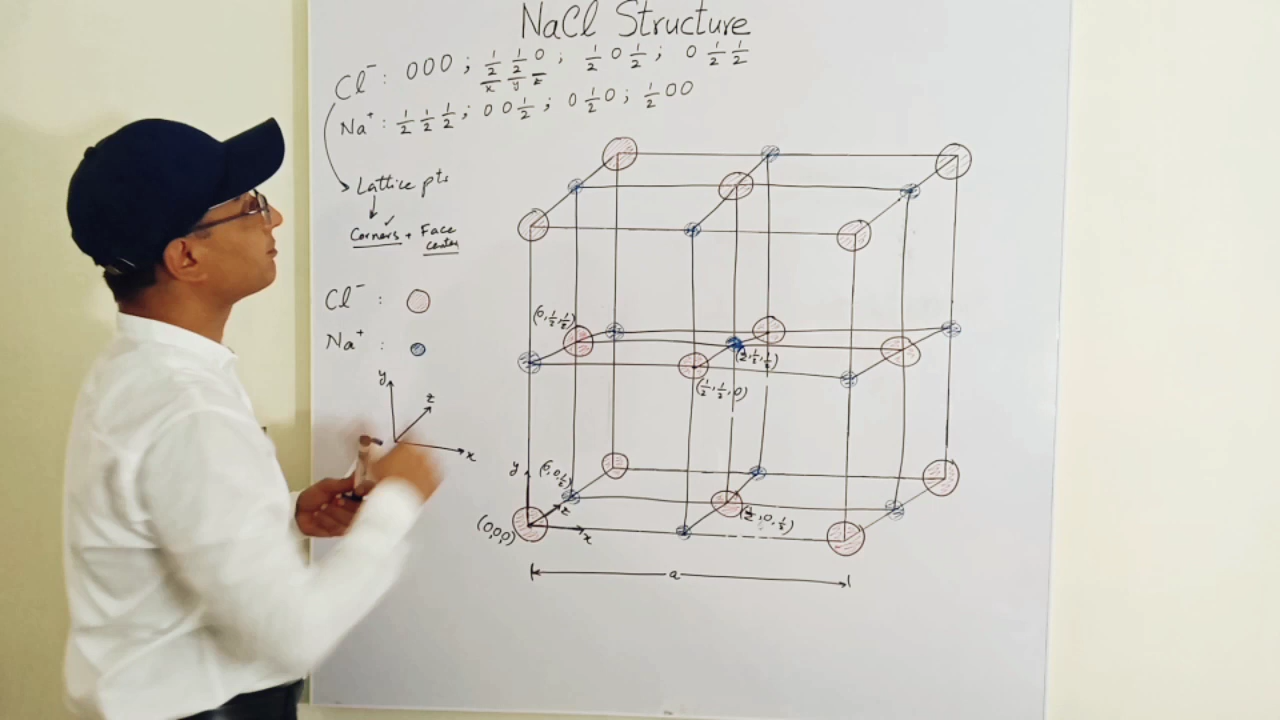 NaCl Structure
Cl⁻ : 000 ; ½ ½ 0 ; ½ 0 ½ ; 0 ½ ½
x y z
Na⁺ : ½ ½ ½ ; 0 0 ½ ; 0 ½ 0 ; ½ 0 0
Lattice pts
Corners + Face
center
Cl⁻ :
(0, ½, ½)
Na⁺ :
(½, ½, ½)
(½, ½, 0)
y
z
x
y
(0, 0, ½)
z
(½, 0, ½)
(0,0,0)
x
a